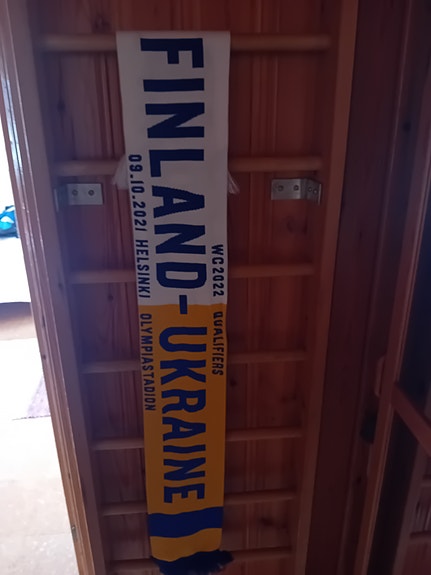 WC2022 QUALIFIERS
FINLAND-UKRAINE
09.10.2021 HELSINKI OLYMPIASTADION